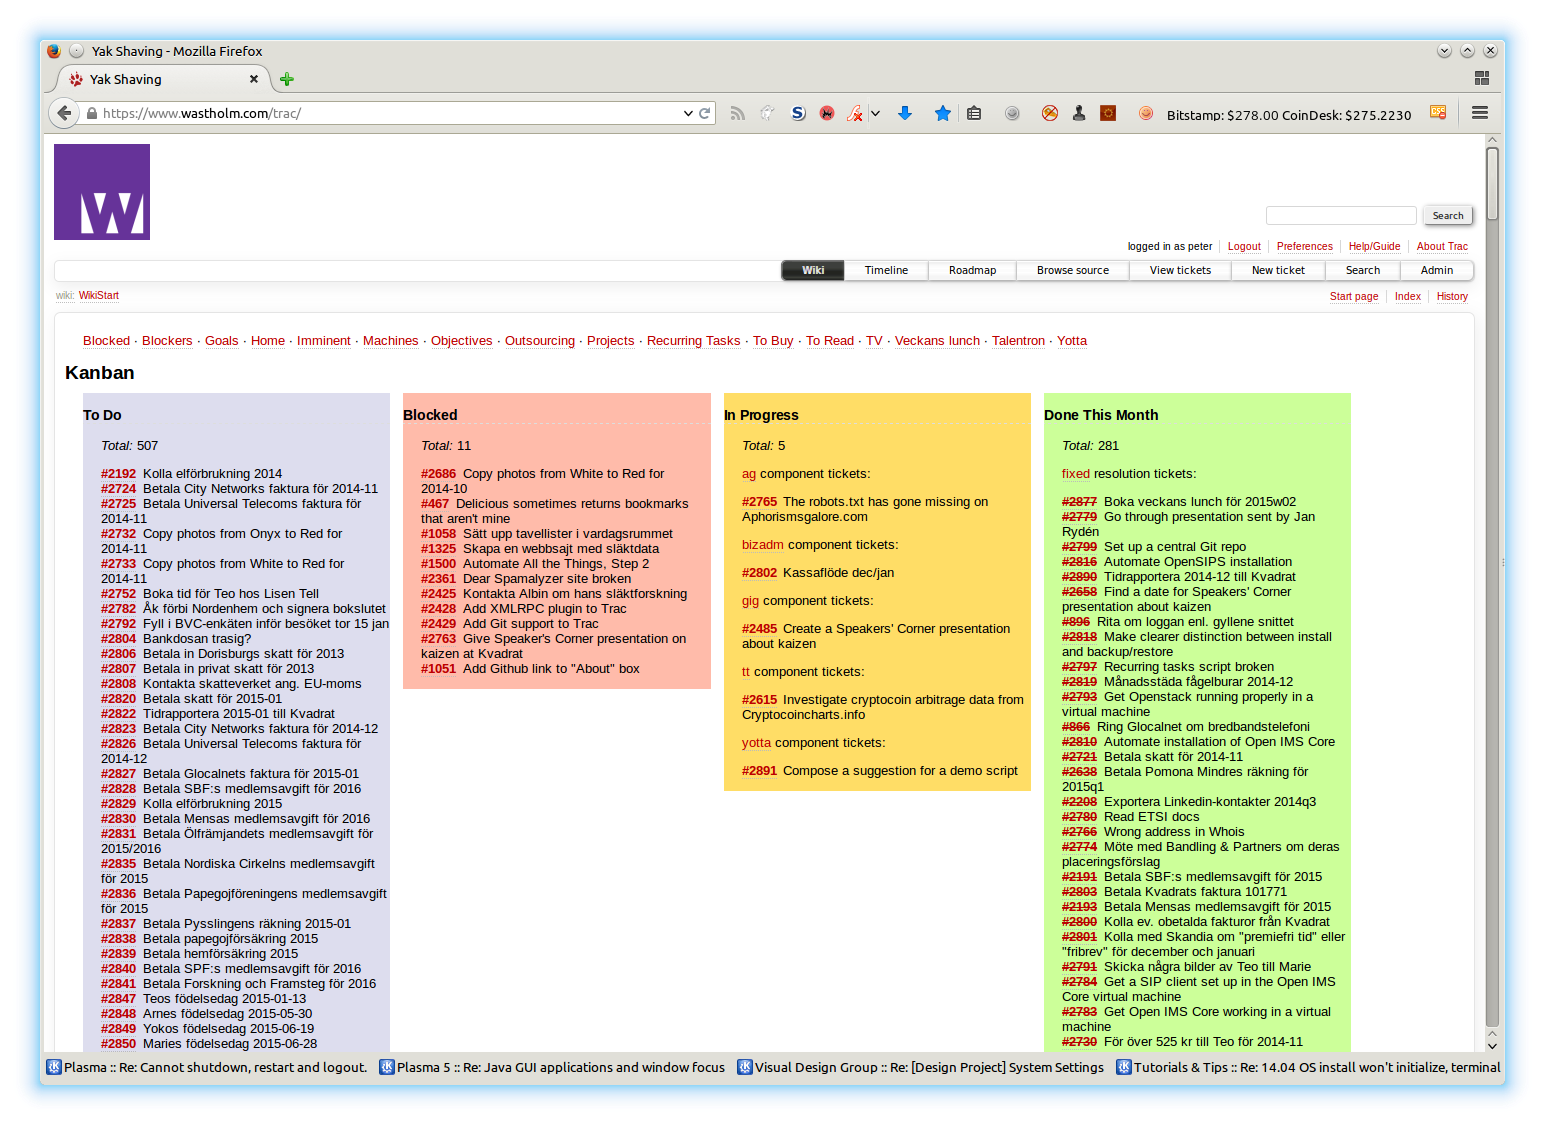 Yak Shaving - Mozilla Firefox
Yak Shaving
https://www.wastholm.com/trac/
Bitstamp: $278.00 CoinDesk: $275.2230
W
Search
logged in as peter
Logout
Preferences
Help/Guide
About Trac
Wiki
Timeline
Roadmap
Browse source
View tickets
New ticket
Search
Admin
wiki: WikiStart
Start page
Index
History
Blocked · Blockers · Goals · Home · Imminent · Machines · Objectives · Outsourcing · Projects · Recurring Tasks · To Buy · To Read · TV · Veckans lunch · Talentron · Yotta
Kanban
To Do
Total: 507
#2192 Kolla elförbrukning 2014
#2724 Betala City Networks faktura för 2014-11
#2725 Betala Universal Telecoms faktura för
2014-11
#2732 Copy photos from Onyx to Red for
2014-11
#2733 Copy photos from White to Red for
2014-11
#2752 Boka tid för Teo hos Lisen Tell
#2782 Åk förbi Nordenhem och signera bokslutet
#2792 Fyll i BVC-enkäten inför besöket tor 15 jan
#2804 Bankdosan trasig?
#2806 Betala in Dorisburgs skatt för 2013
#2807 Betala in privat skatt för 2013
#2808 Kontakta skatteverket ang. EU-moms
#2820 Betala skatt för 2015-01
#2822 Tidrapportera 2015-01 till Kvadrat
#2823 Betala City Networks faktura för 2014-12
#2826 Betala Universal Telecoms faktura för
2014-12
#2827 Betala Glocalnets faktura för 2015-01
#2828 Betala SBF:s medlemsavgift för 2016
#2829 Kolla elförbrukning 2015
#2830 Betala Mensas medlemsavgift för 2016
#2831 Betala Ölfrämjandets medlemsavgift för
2015/2016
#2835 Betala Nordiska Cirkelns medlemsavgift
för 2015
#2836 Betala Papegojföreningens medlemsavgift
för 2015
#2837 Betala Pysslingens räkning 2015-01
#2838 Betala papegojförsäkring 2015
#2839 Betala hemförsäkring 2015
#2840 Betala SPF:s medlemsavgift för 2016
#2841 Betala Forskning och Framsteg för 2016
#2847 Teos födelsedag 2015-01-13
#2848 Arnes födelsedag 2015-05-30
#2849 Yokos födelsedag 2015-06-19
#2850 Maries födelsedag 2015-06-28
Blocked
Total: 11
#2686 Copy photos from White to Red for
2014-10
#467 Delicious sometimes returns bookmarks
that aren't mine
#1058 Sätt upp tavellister i vardagsrummet
#1325 Skapa en webbsajt med släktdata
#1500 Automate All the Things, Step 2
#2361 Dear Spamalyzer site broken
#2425 Kontakta Albin om hans släktforskning
#2428 Add XMLRPC plugin to Trac
#2429 Add Git support to Trac
#2763 Give Speaker's Corner presentation on
kaizen at Kvadrat
#1051 Add Github link to "About" box
In Progress
Total: 5
ag component tickets:
#2765 The robots.txt has gone missing on
Aphorismsgalore.com
bizadm component tickets:
#2802 Kassaflöde dec/jan
gig component tickets:
#2485 Create a Speakers' Corner presentation
about kaizen
tt component tickets:
#2615 Investigate cryptocoin arbitrage data from
Cryptocoincharts.info
yotta component tickets:
#2891 Compose a suggestion for a demo script
Done This Month
Total: 281
fixed resolution tickets:
#2877 Boka veckans lunch för 2015w02
#2779 Go through presentation sent by Jan
Rydén
#2799 Set up a central Git repo
#2816 Automate OpenSIPS installation
#2890 Tidrapportera 2014-12 till Kvadrat
#2658 Find a date for Speakers' Corner
presentation about kaizen
#896 Rita om loggan enl. gyllene snittet
#2818 Make clearer distinction between install
and backup/restore
#2797 Recurring tasks script broken
#2819 Månadsstäda fågelburar 2014-12
#2793 Get Openstack running properly in a
virtual machine
#866 Ring Glocalnet om bredbandstelefoni
#2810 Automate installation of Open IMS Core
#2721 Betala skatt för 2014-11
#2638 Betala Pomona Mindres räkning för
2015q1
#2208 Exportera Linkedin-kontakter 2014q3
#2780 Read ETSI docs
#2766 Wrong address in Whois
#2774 Möte med Bandling & Partners om deras
placeringsförslag
#2191 Betala SBF:s medlemsavgift för 2015
#2803 Betala Kvadrats faktura 101771
#2193 Betala Mensas medlemsavgift för 2015
#2800 Kolla ev. obetalda fakturor från Kvadrat
#2801 Kolla med Skandia om "premiefri tid" eller
"fribrev" för december och januari
#2791 Skicka några bilder av Teo till Marie
#2784 Get a SIP client set up in the Open IMS
Core virtual machine
#2783 Get Open IMS Core working in a virtual
machine
#2730 För över 525 kr till Teo för 2014-11
Plasma :: Re: Cannot shutdown, restart and logout.
Plasma 5 :: Re: Java GUI applications and window focus
Visual Design Group :: Re: [Design Project] System Settings
Tutorials & Tips :: Re: 14.04 OS install won't initialize, terminal